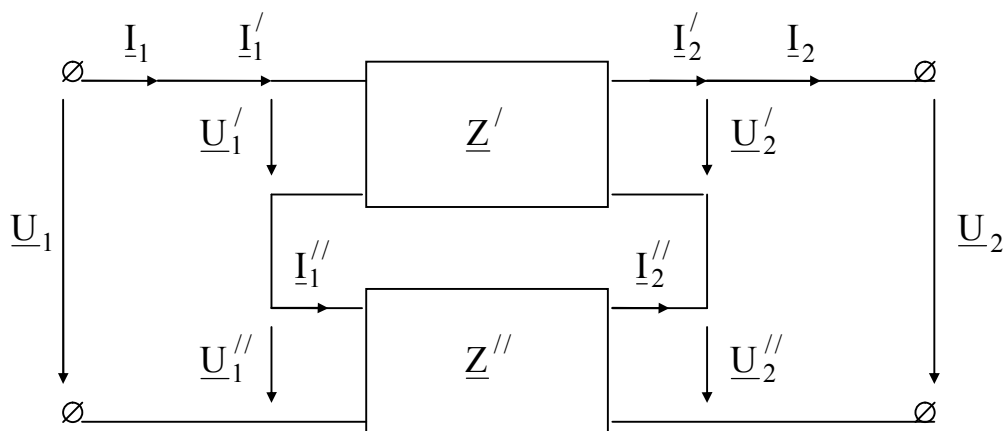 I₁ I₁′ I₂′ I₂
U₁′ Z′ U₂′
U₁ U₂
I₁″ I₂″
U₁″ Z″ U₂″